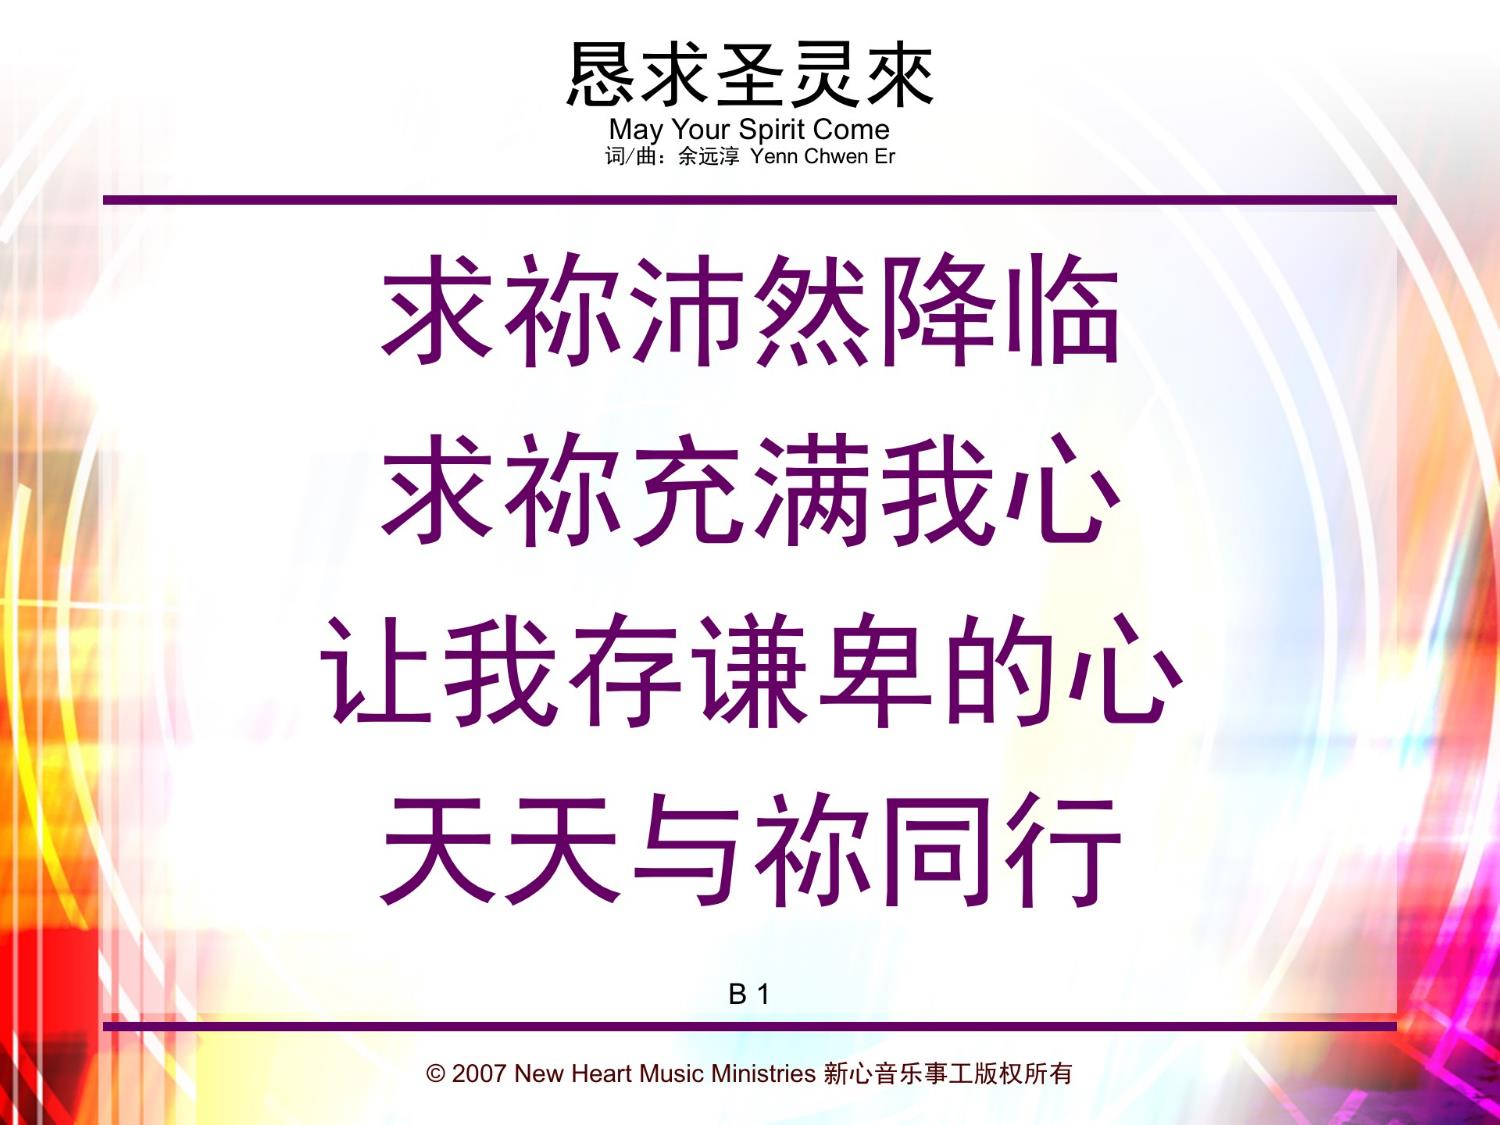 恳求圣灵來
May Your Spirit Come
词/曲：余远淳 Yenn Chwen Er
求祢沛然降临
求祢充满我心
让我存谦卑的心
天天与祢同行
B 1
© 2007 New Heart Music Ministries 新心音乐事工版权所有